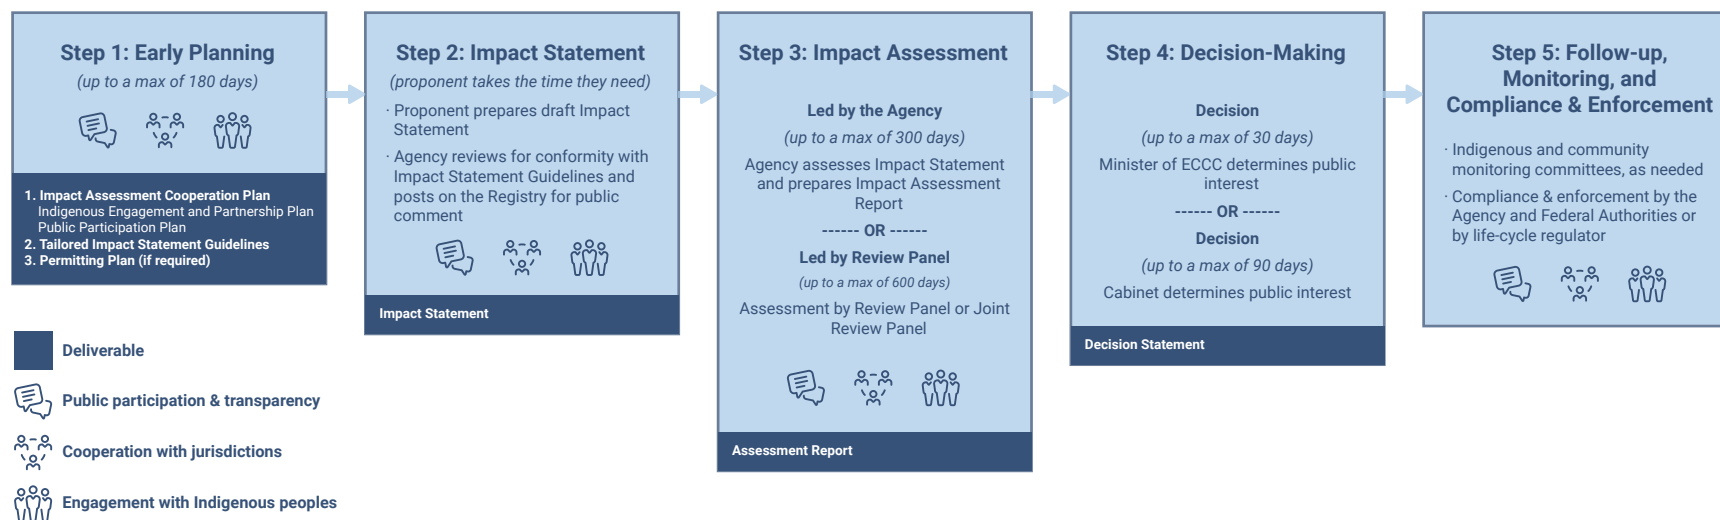 Step 1: Early Planning
(up to a max of 180 days)
1. Impact Assessment Cooperation Plan
Indigenous Engagement and Partnership Plan
Public Participation Plan
2. Tailored Impact Statement Guidelines
3. Permitting Plan (if required)
Step 2: Impact Statement
(proponent takes the time they need)
· Proponent prepares draft Impact
Statement
· Agency reviews for conformity with
Impact Statement Guidelines and
posts on the Registry for public
comment
Impact Statement
Step 3: Impact Assessment
Led by the Agency
(up to a max of 300 days)
Agency assesses Impact Statement
and prepares Impact Assessment
Report
------ OR ------
Led by Review Panel
(up to a max of 600 days)
Assessment by Review Panel or Joint
Review Panel
Assessment Report
Step 4: Decision-Making
Decision
(up to a max of 30 days)
Minister of ECCC determines public
interest
------ OR ------
Decision
(up to a max of 90 days)
Cabinet determines public interest
Decision Statement
Step 5: Follow-up,
Monitoring, and
Compliance & Enforcement
· Indigenous and community
monitoring committees, as needed
· Compliance & enforcement by the
Agency and Federal Authorities or
by life-cycle regulator
Deliverable
Public participation & transparency
Cooperation with jurisdictions
Engagement with Indigenous peoples